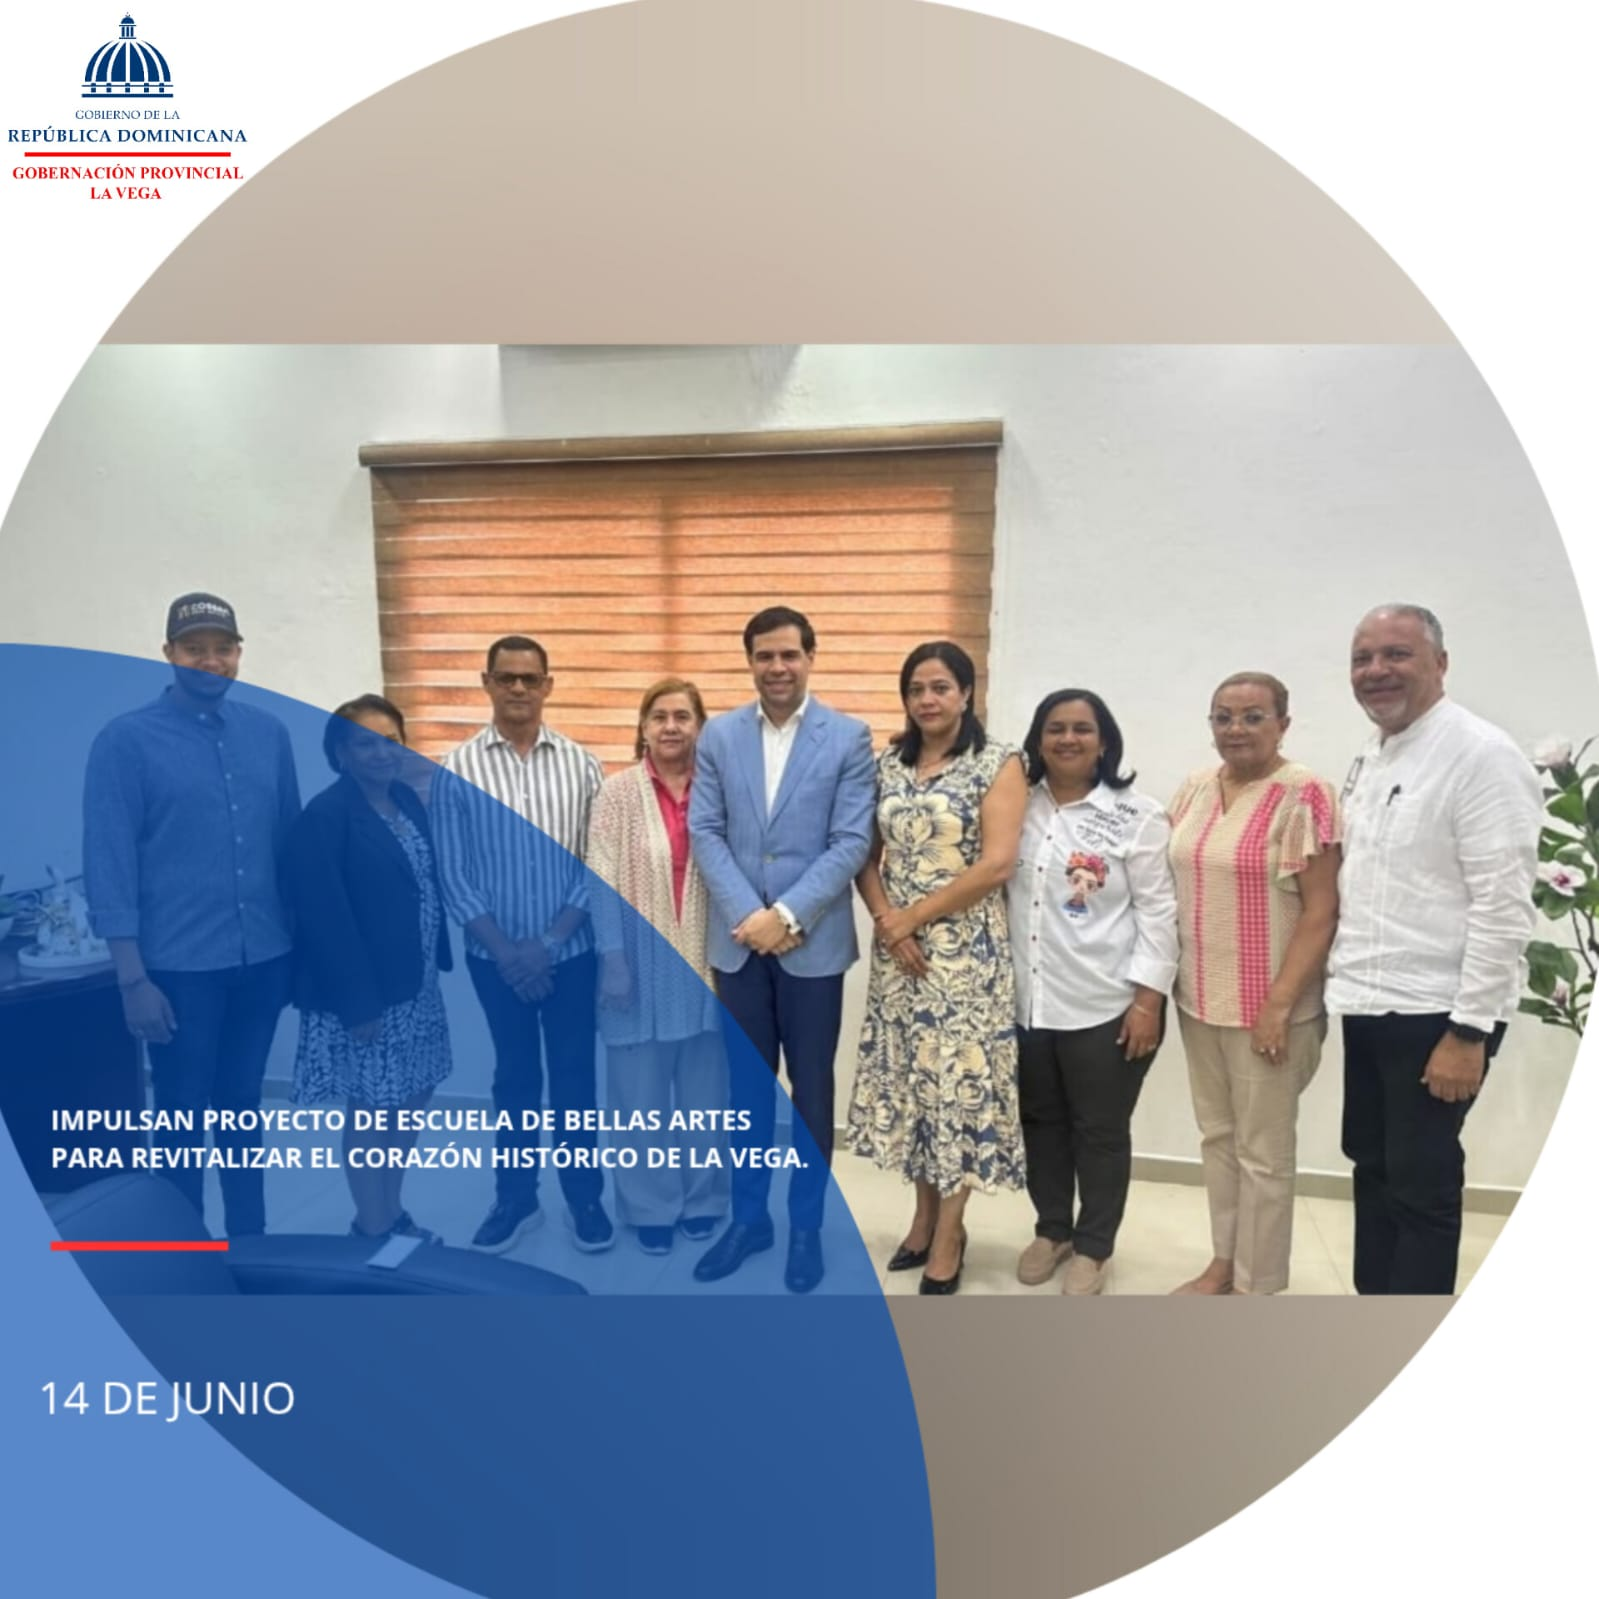 GOBIERNO DE LA
REPÚBLICA DOMINICANA
GOBERNACIÓN PROVINCIAL
LA VEGA
IMPULSAN PROYECTO DE ESCUELA DE BELLAS ARTES
PARA REVITALIZAR EL CORAZÓN HISTÓRICO DE LA VEGA.
14 DE JUNIO